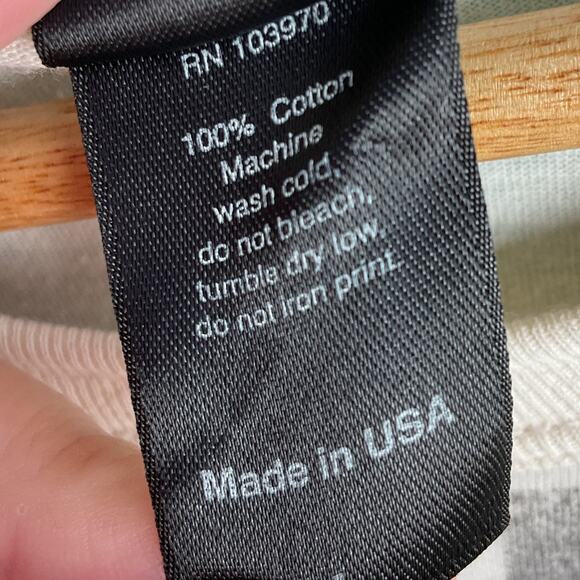 RN 103970
100% Cotton
Machine
wash cold,
do not bleach,
tumble dry low,
do not iron print.
Made in USA